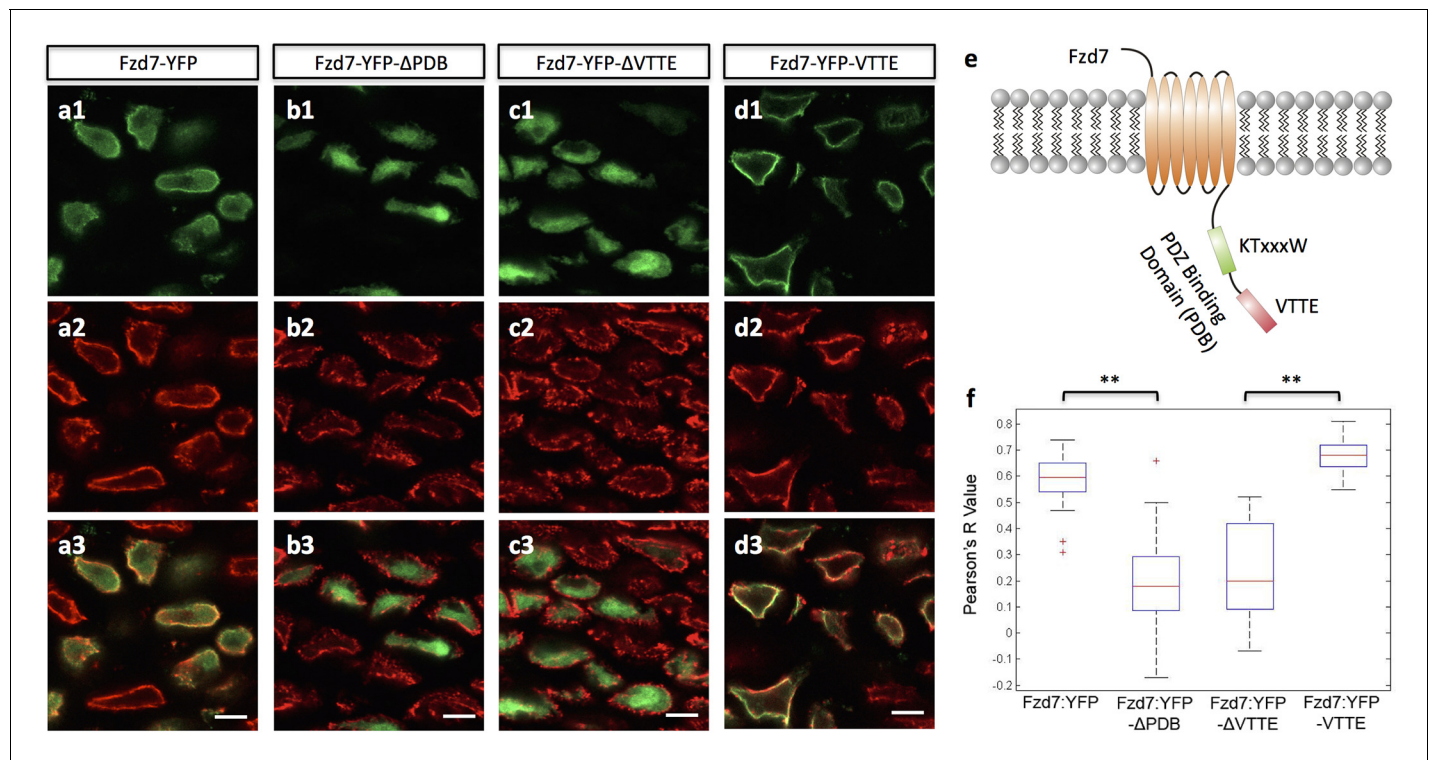 Fzd7-YFP
Fzd7-YFP-ΔPDB
Fzd7-YFP-ΔVTTE
Fzd7-YFP-VTTE
a1
b1
c1
d1
a2
b2
c2
d2
a3
b3
c3
d3
e
Fzd7
KTxxxW
VTTE
PDZ Binding
Domain (PDB)
f
**
**
Pearson's R Value
0.8
0.7
0.6
0.5
0.4
0.3
0.2
0.1
0
-0.1
-0.2
Fzd7:YFP
Fzd7:YFP
-ΔPDB
Fzd7:YFP
-ΔVTTE
Fzd7:YFP
-VTTE